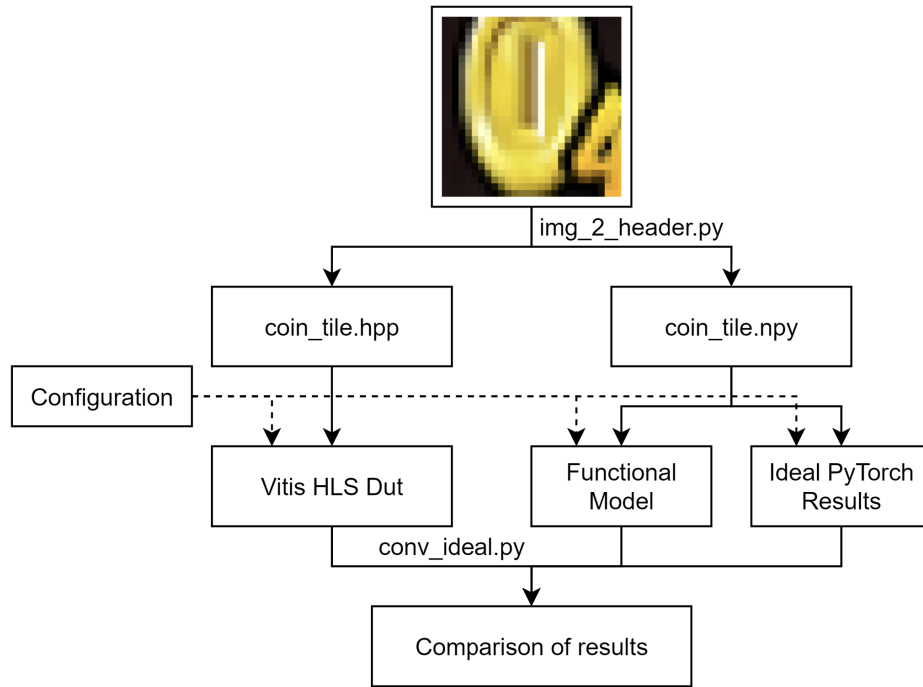 img_2_header.py
coin_tile.hpp
coin_tile.npy
Configuration
Vitis HLS Dut
Functional
Model
Ideal PyTorch
Results
conv_ideal.py
Comparison of results